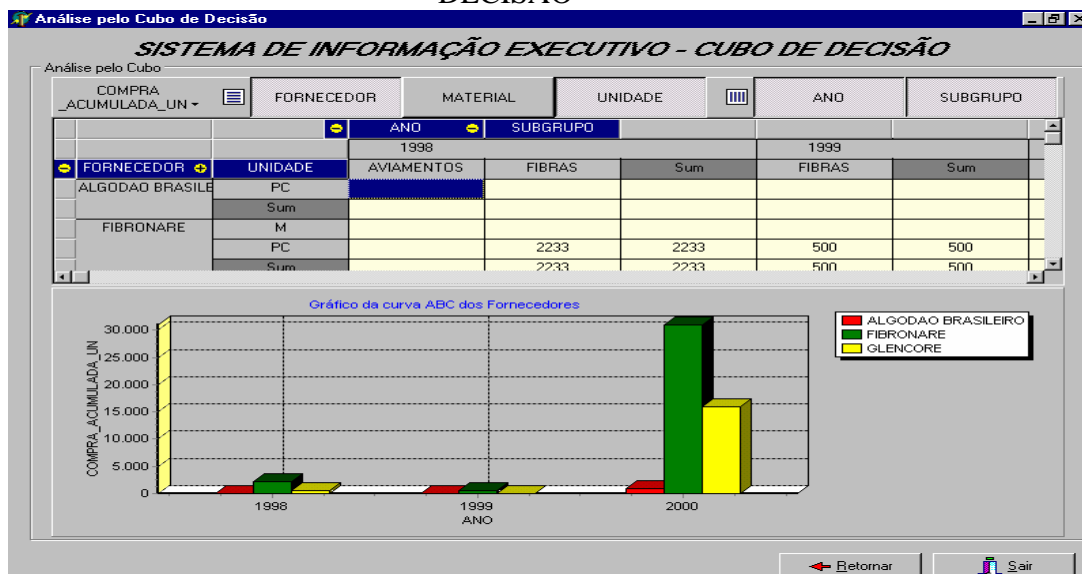 DECISÃO
Análise pelo Cubo de Decisão
SISTEMA DE INFORMAÇÃO EXECUTIVO - CUBO DE DECISÃO
Análise pelo Cubo
COMPRA
_ACUMULADA_UN FORNECEDOR MATERIAL UNIDADE ANO SUBGRUPO
ANO SUBGRUPO
1998 1999
FORNECEDOR UNIDADE AVIAMENTOS FIBRAS Sum FIBRAS Sum
ALGODAO BRASILE PC
Sum
FIBRONARE M
PC 2233 2233 500 500
Sum 2233 2233 500 500
Gráfico da curva ABC dos Fornecedores
COMPRA_ACUMULADA_UN
30.000
25.000
20.000
15.000
10.000
5.000
0
1998 1999 2000
ANO
ALGODAO BRASILEIRO
FIBRONARE
GLENCORE
Retornar Sair